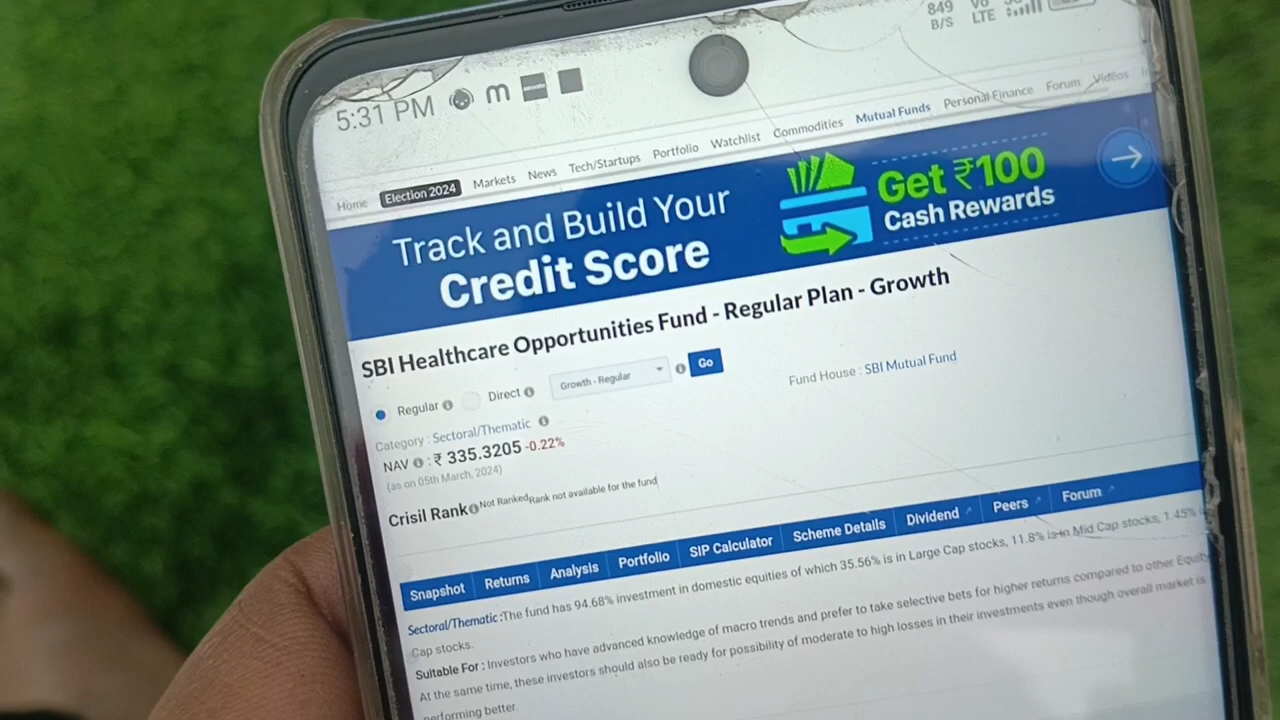 849 B/S
LTE
5:31 PM m
Home Election 2024 Markets News Tech/Startups Portfolio Watchlist Commodities Mutual Funds Personal Finance Forum Videos
Track and Build Your
Credit Score
Get ₹100
Cash Rewards
SBI Healthcare Opportunities Fund - Regular Plan - Growth
Regular Direct Growth - Regular Go
Fund House : SBI Mutual Fund
Category : Sectoral/Thematic
NAV : ₹ 335.3205 -0.22%
(as on 05th March, 2024)
Crisil Rank Not Ranked Rank not available for the fund
Snapshot Returns Analysis Portfolio SIP Calculator Scheme Details Dividend Peers Forum
Sectoral/Thematic :The fund has 94.68% investment in domestic equities of which 35.56% is in Large Cap stocks, 11.8% is in Mid Cap stocks, 1.45%
Cap stocks.
Suitable For : Investors who have advanced knowledge of macro trends and prefer to take selective bets for higher returns compared to other Equity
At the same time, these investors should also be ready for possibility of moderate to high losses in their investments even though overall market is
performing better.